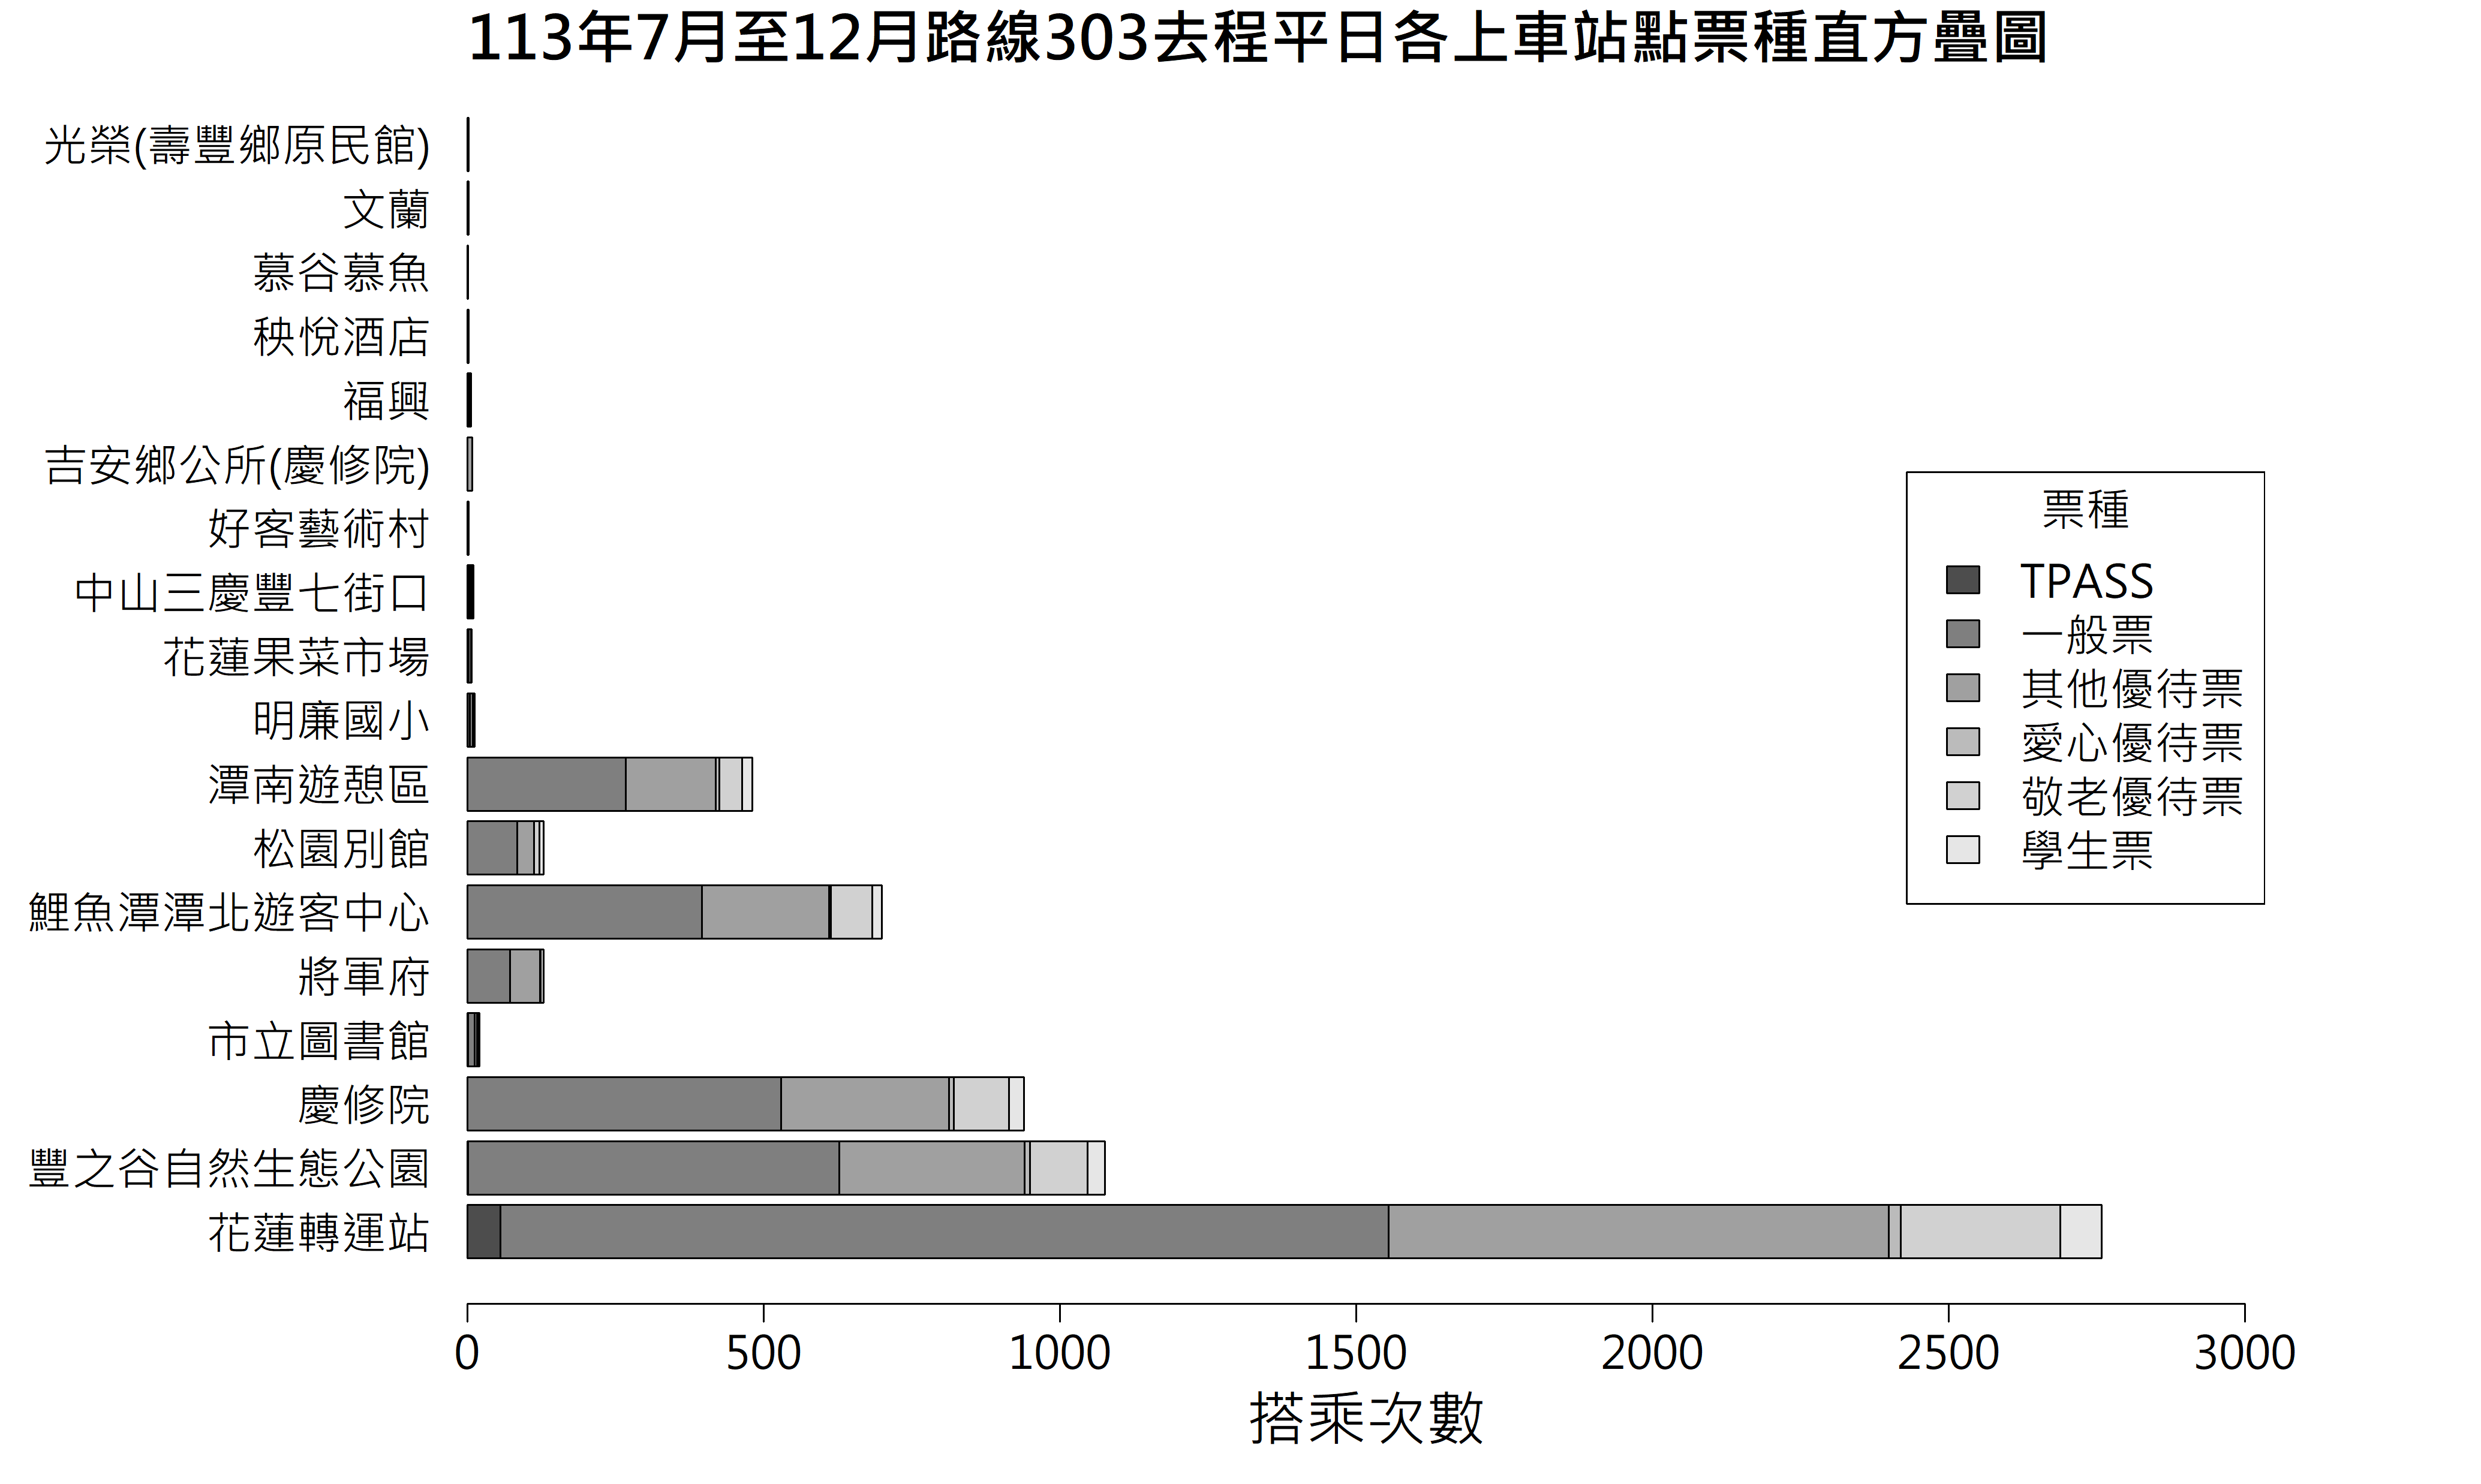 113年7月至12月路線303去程平日各上車站點票種直方疊圖
光榮(壽豐鄉原民館)
文蘭
慕谷慕魚
秧悅酒店
福興
吉安鄉公所(慶修院)
好客藝術村
中山三慶豐七街口
花蓮果菜市場
明廉國小
潭南遊憩區
松園別館
鯉魚潭潭北遊客中心
將軍府
市立圖書館
慶修院
豐之谷自然生態公園
花蓮轉運站
票種
TPASS
一般票
其他優待票
愛心優待票
敬老優待票
學生票
0 500 1000 1500 2000 2500 3000
搭乘次數